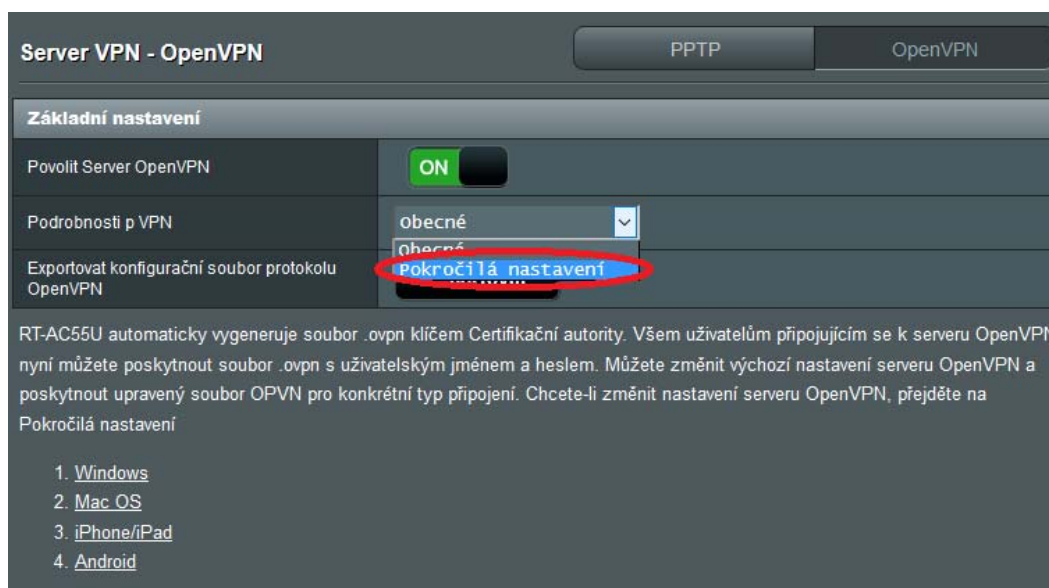 Server VPN - OpenVPN
PPTP
OpenVPN
Základní nastavení
Povolit Server OpenVPN
ON
Podrobnosti p VPN
Obecné
Obecné
Pokročilá nastavení
Exportovat konfigurační soubor protokolu
OpenVPN
RT-AC55U automaticky vygeneruje soubor .ovpn klíčem Certifikační autority. Všem uživatelům připojujícím se k serveru OpenVPN
nyní můžete poskytnout soubor .ovpn s uživatelským jménem a heslem. Můžete změnit výchozí nastavení serveru OpenVPN a
poskytnout upravený soubor OPVN pro konkrétní typ připojení. Chcete-li změnit nastavení serveru OpenVPN, přejděte na
Pokročilá nastavení
1. Windows
2. Mac OS
3. iPhone/iPad
4. Android